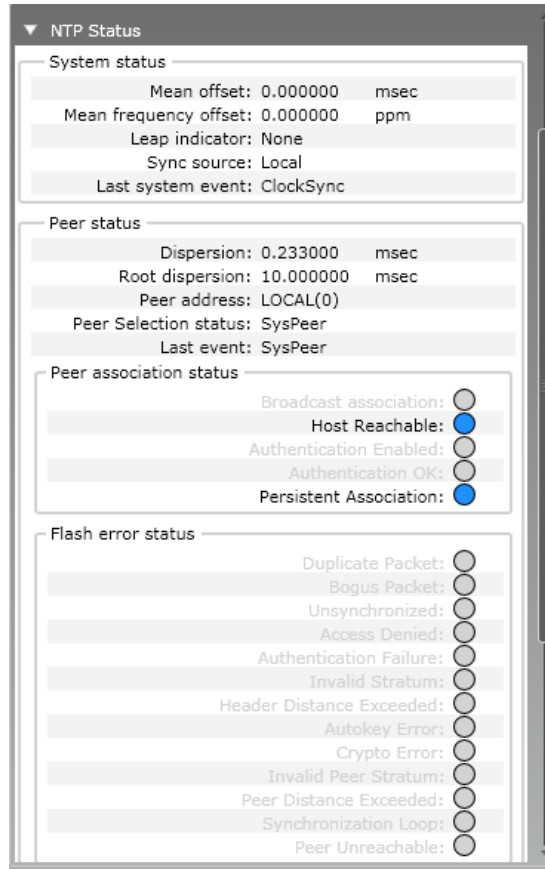 NTP Status
System status
Mean offset: 0.000000 msec
Mean frequency offset: 0.000000 ppm
Leap indicator: None
Sync source: Local
Last system event: ClockSync
Peer status
Dispersion: 0.233000 msec
Root dispersion: 10.000000 msec
Peer address: LOCAL(0)
Peer Selection status: SysPeer
Last event: SysPeer
Peer association status
Broadcast association:
Host Reachable:
Authentication Enabled:
Authentication OK:
Persistent Association:
Flash error status
Duplicate Packet:
Bogus Packet:
Unsynchronized:
Access Denied:
Authentication Failure:
Invalid Stratum:
Header Distance Exceeded:
Autokey Error:
Crypto Error:
Invalid Peer Stratum:
Peer Distance Exceeded:
Synchronization Loop:
Peer Unreachable: